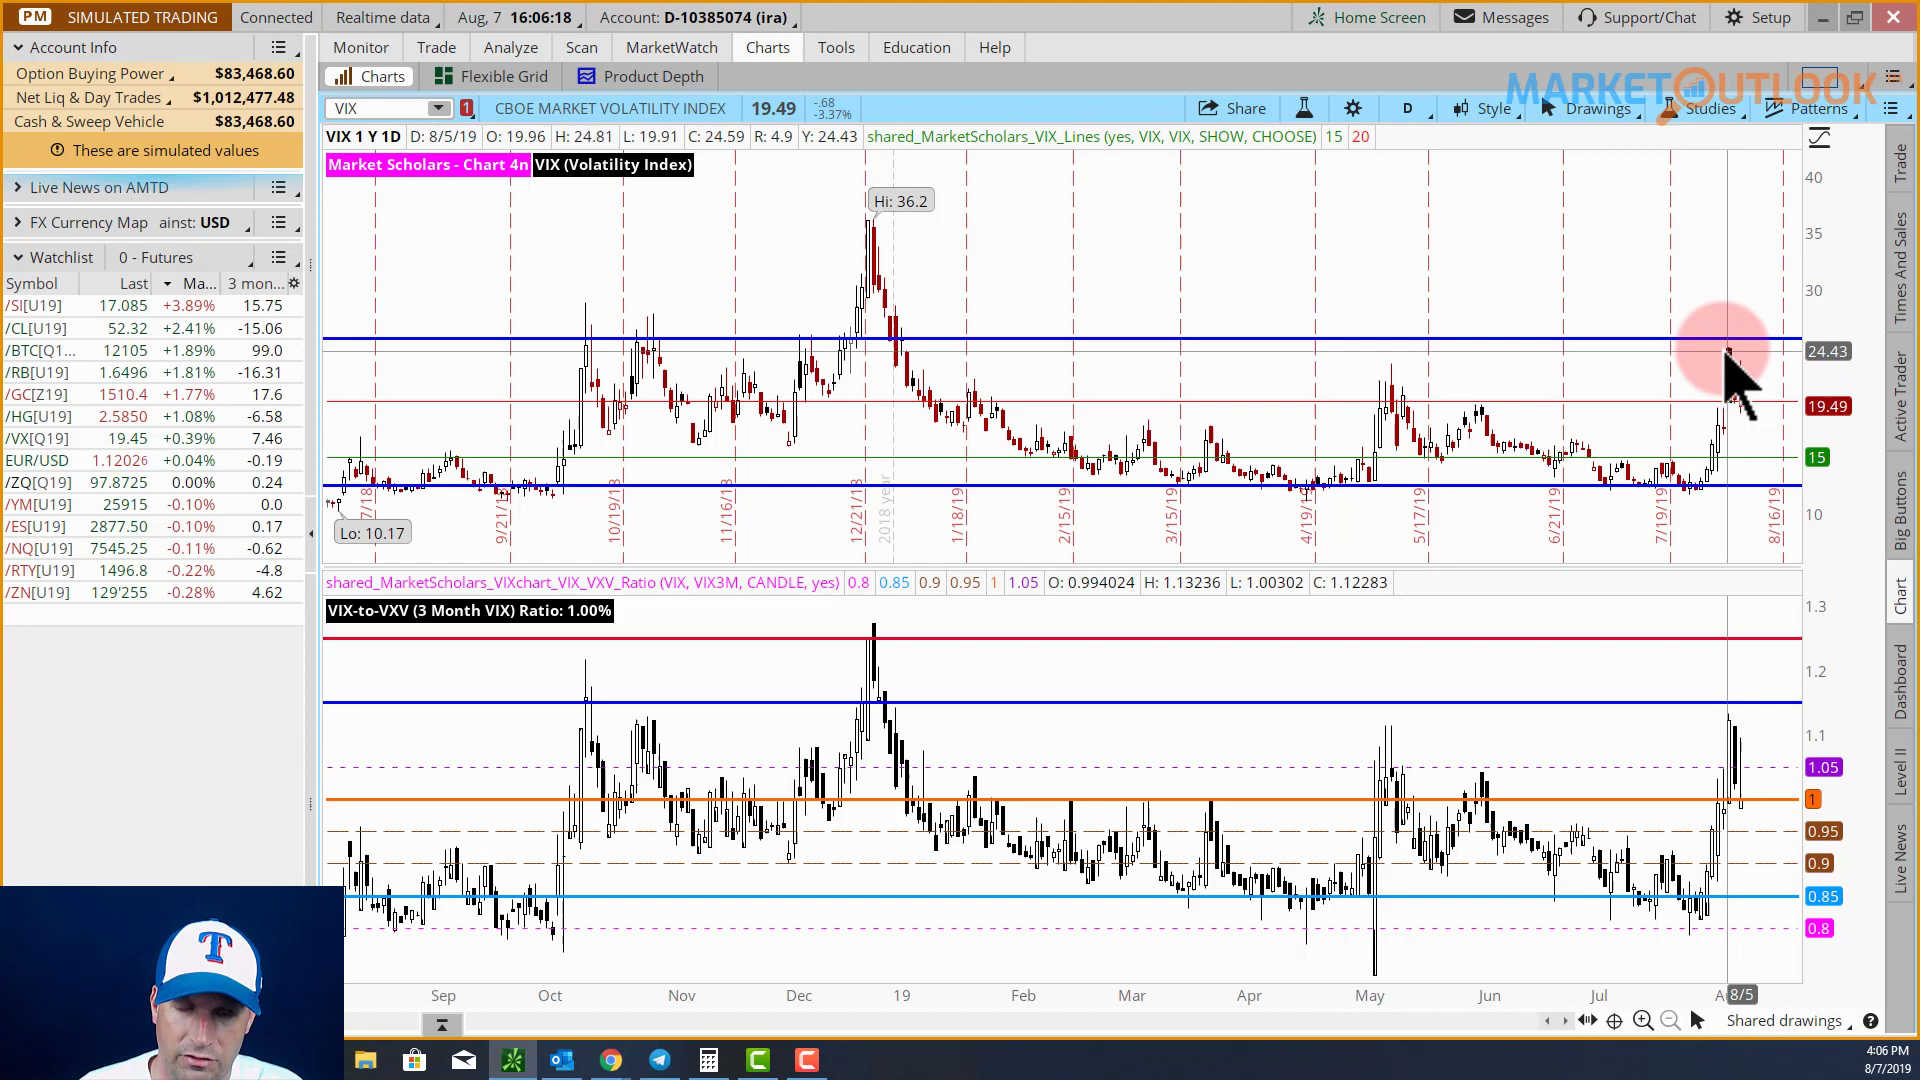 PM SIMULATED TRADING Connected Realtime data Aug, 7 16:06:18 Account: D-10385074 (ira) Home Screen Messages Support/Chat Setup
Account Info
Option Buying Power $83,468.60
Net Liq & Day Trades $1,012,477.48
Cash & Sweep Vehicle $83,468.60
These are simulated values
Live News on AMTD
FX Currency Map ainst: USD
Watchlist 0 - Futures
Symbol Last Ma... 3 mon...
/SI[U19] 17.085 +3.89% 15.75
/CL[U19] 52.32 +2.41% -15.06
/BTC[Q1... 12105 +1.89% 99.0
/RB[U19] 1.6496 +1.81% -16.31
/GC[Z19] 1510.4 +1.77% 17.6
/HG[U19] 2.5850 +1.08% -6.58
/VX[Q19] 19.45 +0.39% 7.46
EUR/USD 1.12026 +0.04% -0.19
/ZQ[Q19] 97.8725 0.00% 0.24
/YM[U19] 25915 -0.10% 0.0
/ES[U19] 2877.50 -0.10% 0.17
/NQ[U19] 7545.25 -0.11% -0.62
/RTY[U19] 1496.8 -0.22% -4.8
/ZN[U19] 129'255 -0.28% 4.62
Monitor Trade Analyze Scan MarketWatch Charts Tools Education Help
Charts Flexible Grid Product Depth
MARKETOUTLOOK
VIX 1 CBOE MARKET VOLATILITY INDEX 19.49 -.68 -3.37% Share D Style Drawings Studies Patterns
VIX 1 Y 1D D: 8/5/19 O: 19.96 H: 24.81 L: 19.91 C: 24.59 R: 4.9 Y: 24.43 shared_MarketScholars_VIX_Lines (yes, VIX, VIX, SHOW, CHOOSE) 15 20
Market Scholars - Chart 4n VIX (Volatility Index)
Hi: 36.2
Lo: 10.17
40
35
30
24.43
19.49
15
10
7/18 9/21/18 10/19/18 11/16/18 12/21/18 2018 year 1/18/19 2/15/19 3/15/19 4/19/19 5/17/19 6/21/19 7/19/19 8/16/19
shared_MarketScholars_VIXchart_VIX_VXV_Ratio (VIX, VIX3M, CANDLE, yes) 0.8 0.85 0.9 0.95 1 1.05 O: 0.994024 H: 1.13236 L: 1.00302 C: 1.12283
VIX-to-VXV (3 Month VIX) Ratio: 1.00%
1.3
1.2
1.1
1.05
1
0.95
0.9
0.85
0.8
Sep Oct Nov Dec 19 Feb Mar Apr May Jun Jul A 8/5
Shared drawings
Trade
Times And Sales
Active Trader
Big Buttons
Chart
Dashboard
Level II
Live News
T
4:06 PM
8/7/2019